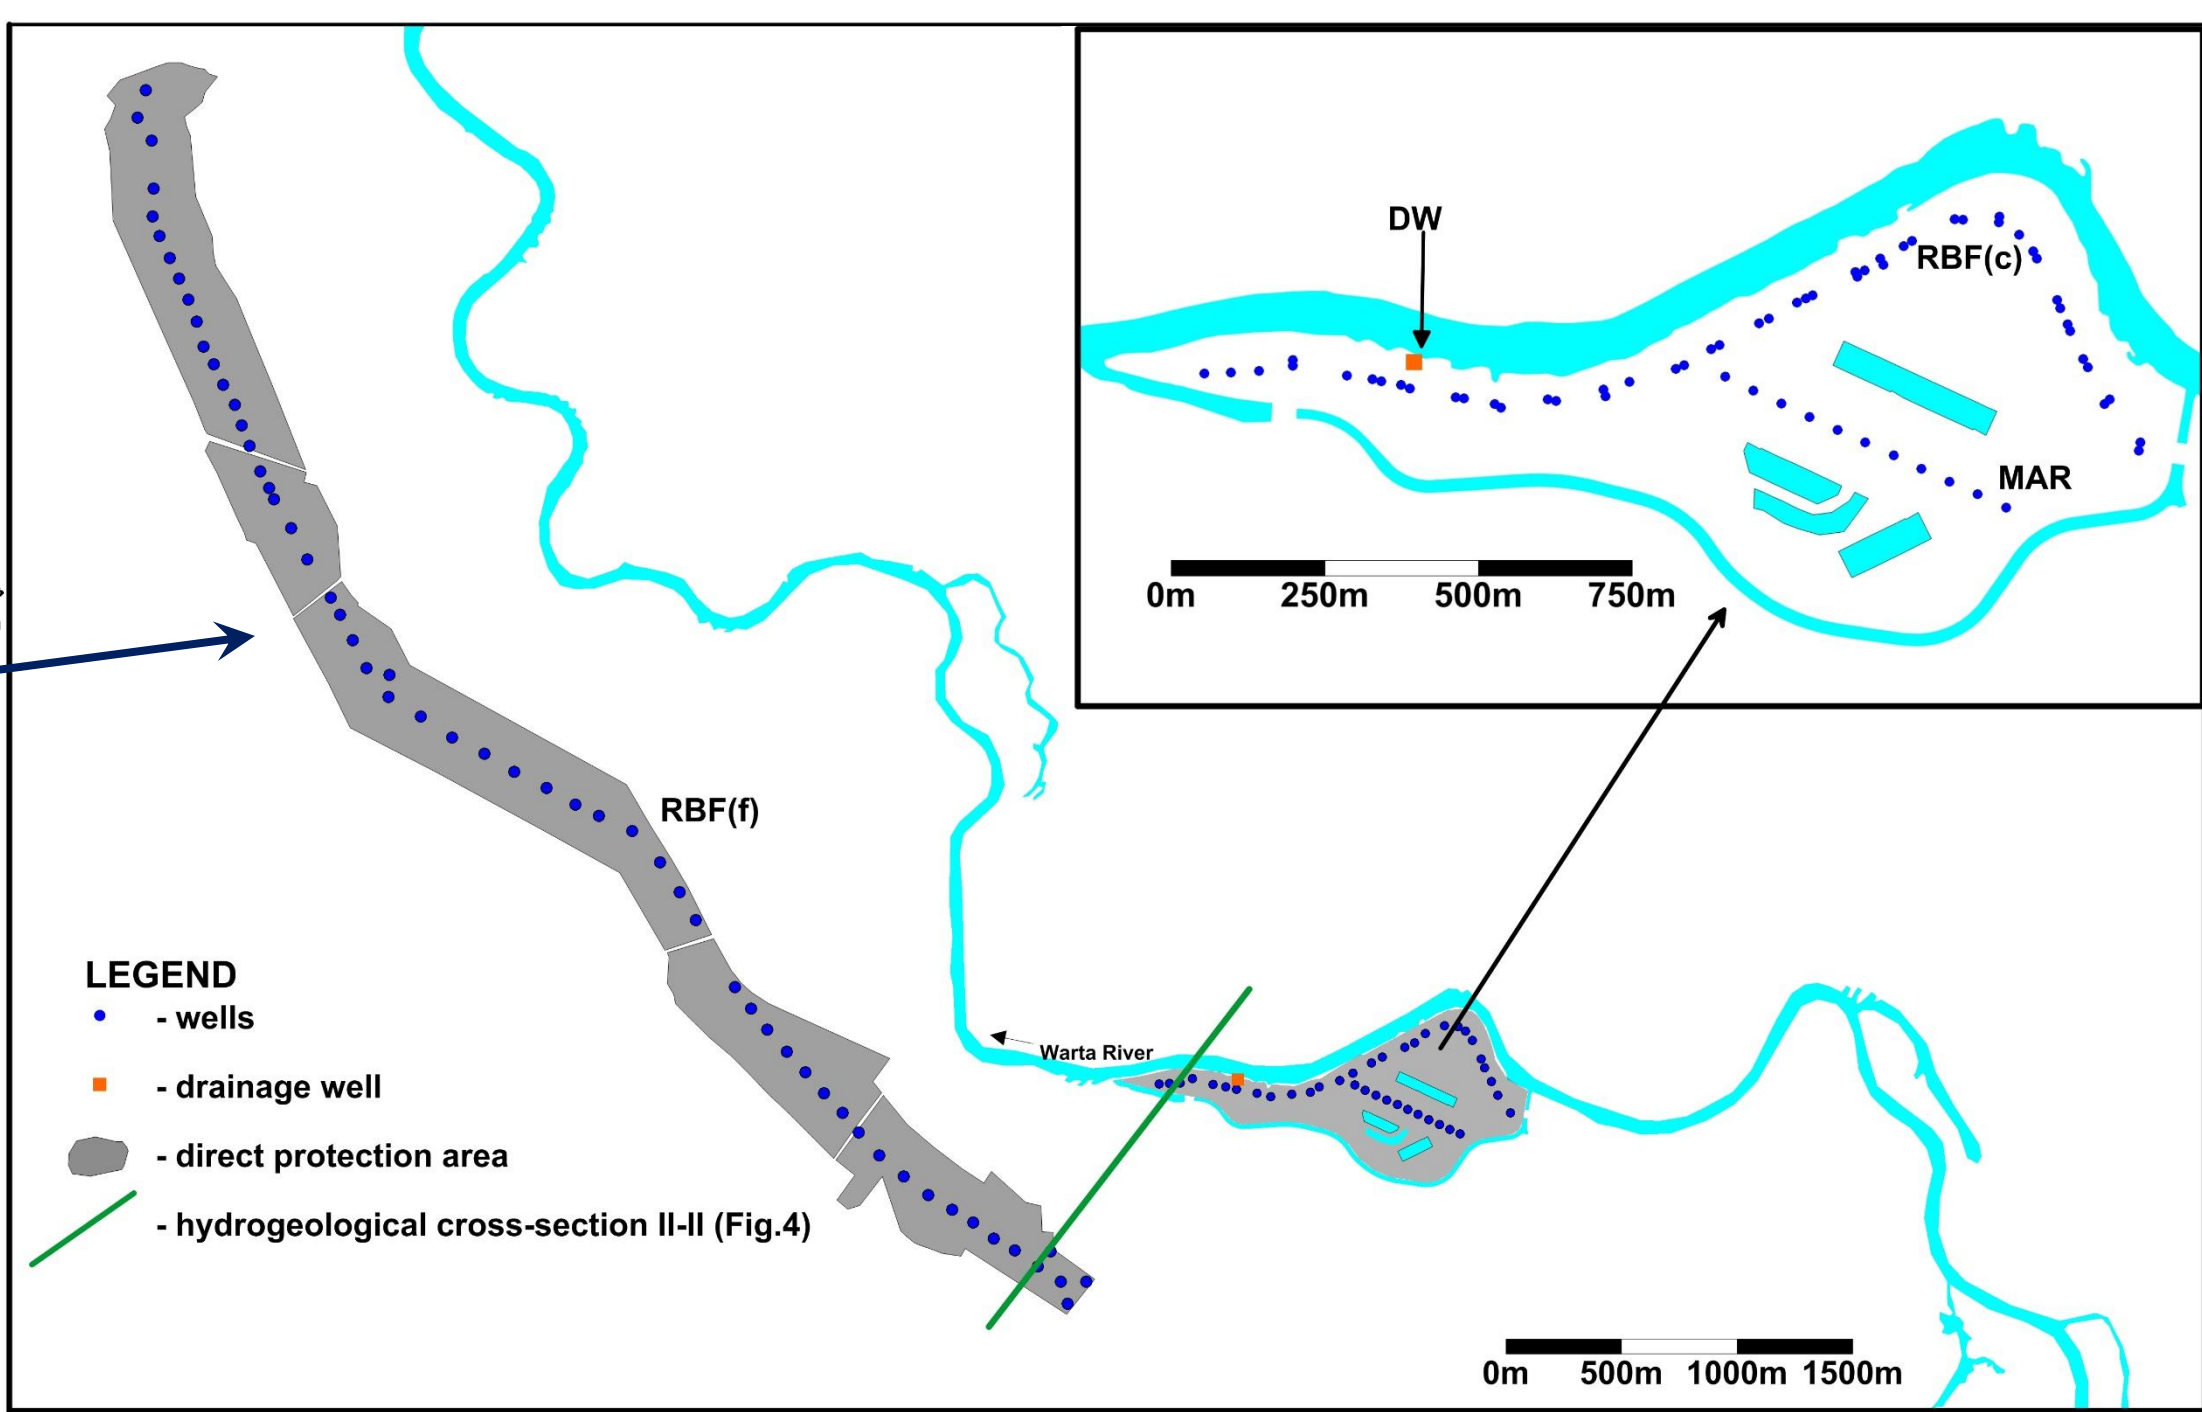 DW
RBF(c)
MAR
0m 250m 500m 750m
RBF(f)
Warta River
LEGEND
- wells
- drainage well
- direct protection area
- hydrogeological cross-section II-II (Fig.4)
0m 500m 1000m 1500m